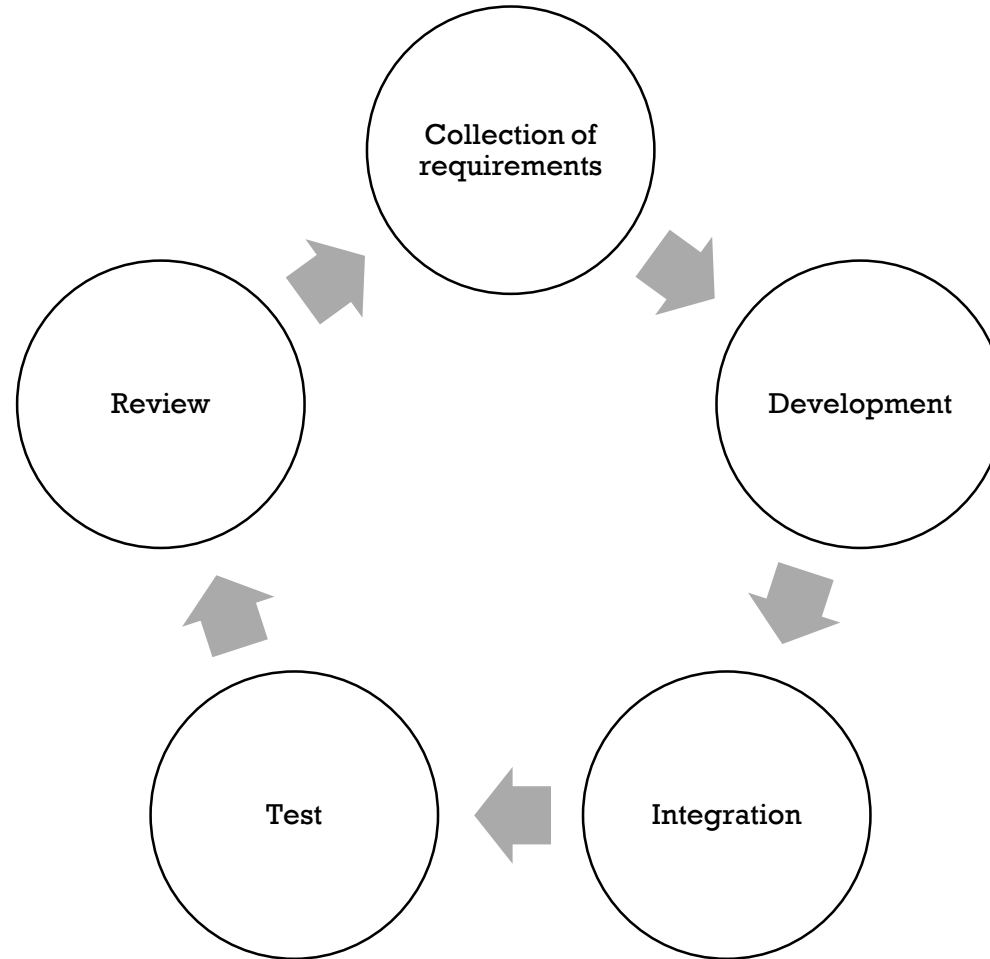 Collection of
requirements
Development
Integration
Test
Review